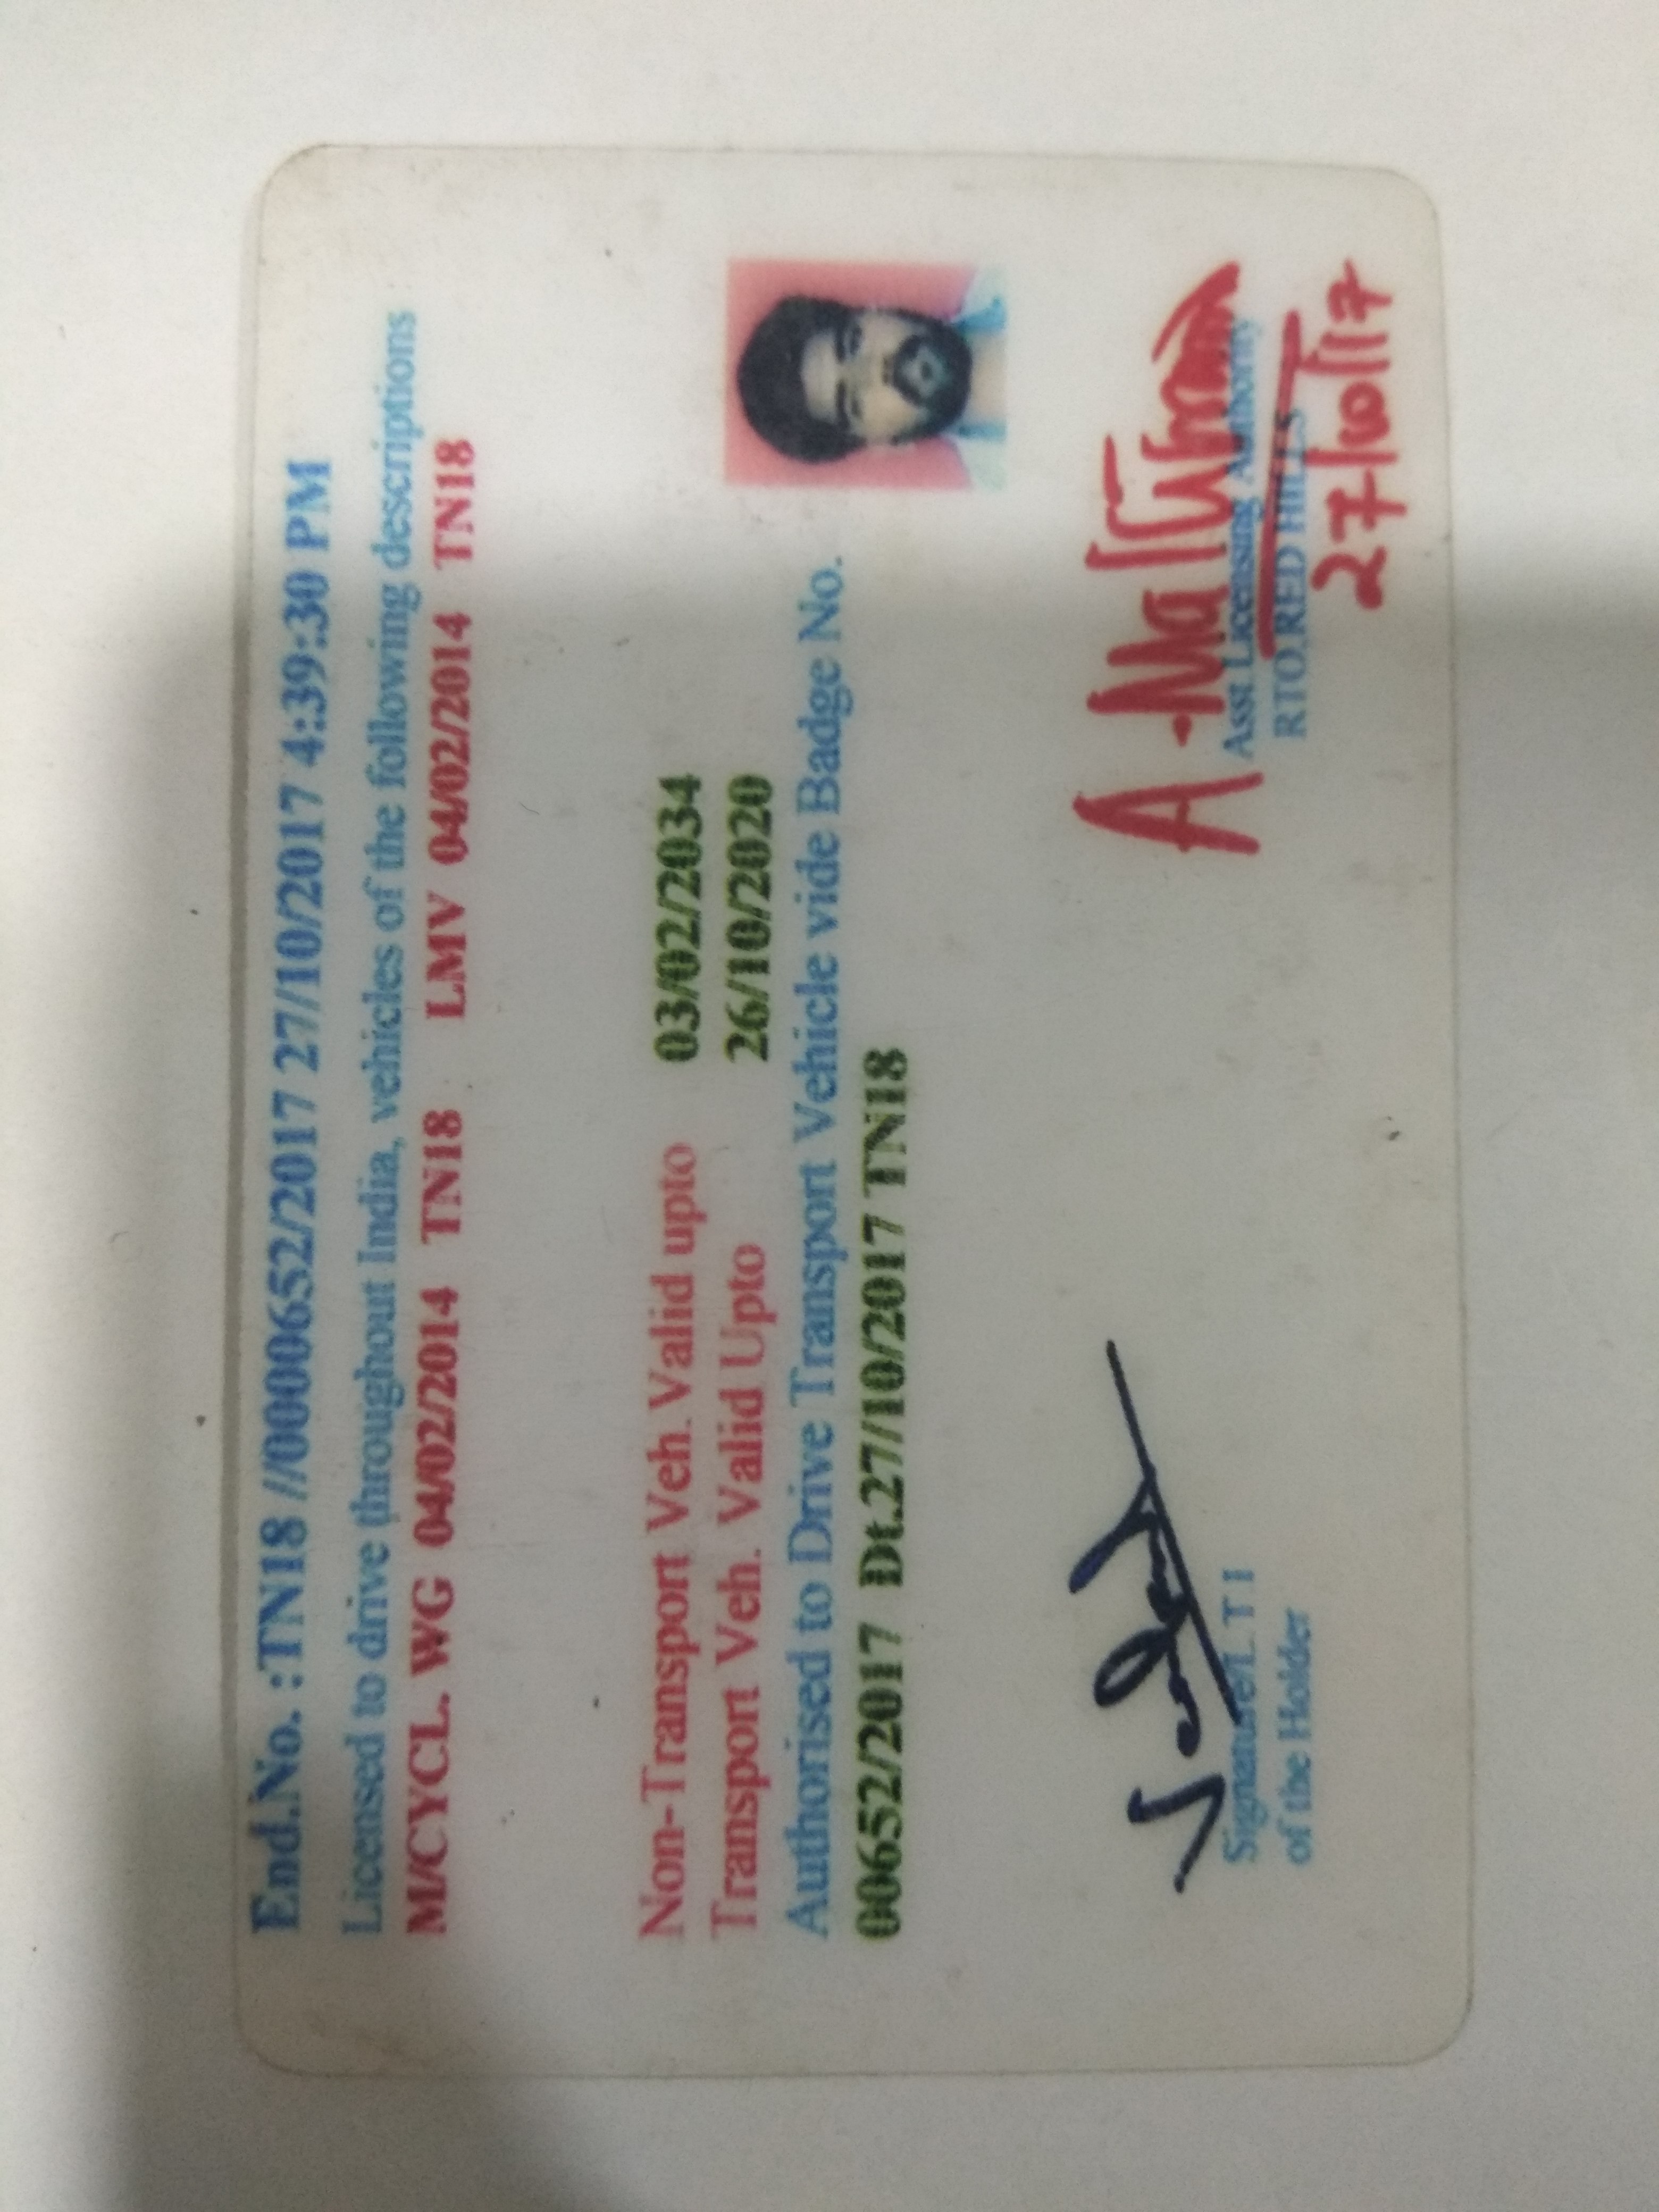 End.No. :TN18 //0000652/2017 27/10/2017 4:39:30 PM
Licensed to drive throughout India, vehicles of the following descriptions
M/CYCL. WG 04/02/2014 TN18 LMV 04/02/2014 TN18
Non-Transport Veh.Valid upto 03/02/2034
Transport Veh. Valid Upto 26/10/2020
Authorised to Drive Transport Vehicle vide Badge No.
00652/2017 Dt.27/10/2017 TN18
Signature/L T I
of the Holder
Asst Licensing Authority
RTO.RED HILLS
27/10/17